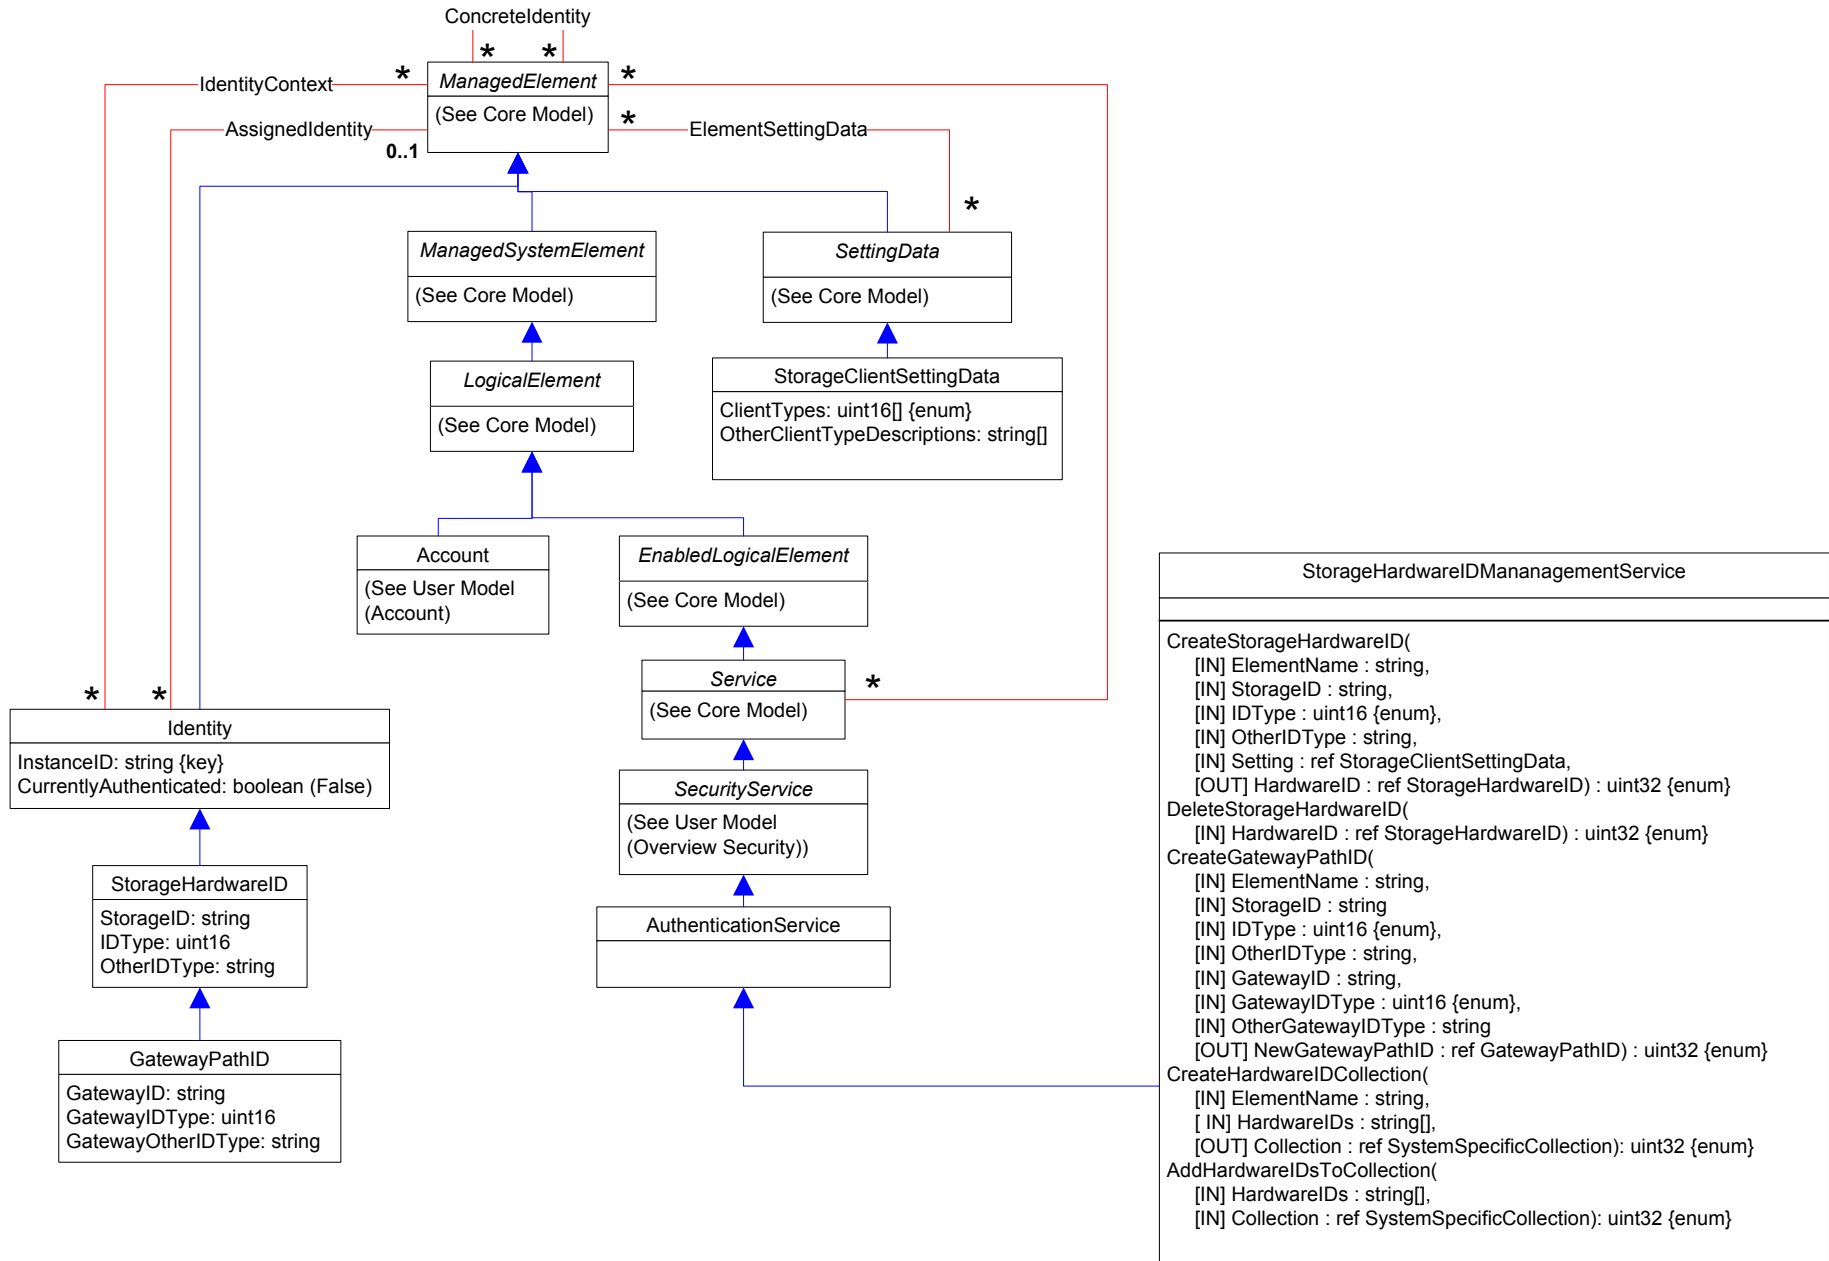 ConcreteIdentity
*
*
IdentityContext
*
ManagedElement
*
(See Core Model)
AssignedIdentity
0..1
*
ElementSettingData
*
ManagedSystemElement
(See Core Model)
SettingData
(See Core Model)
LogicalElement
(See Core Model)
StorageClientSettingData
ClientTypes: uint16[] {enum}
OtherClientTypeDescriptions: string[]
Account
(See User Model
(Account)
EnabledLogicalElement
(See Core Model)
*
*
Service
*
(See Core Model)
Identity
InstanceID: string {key}
CurrentlyAuthenticated: boolean (False)
SecurityService
(See User Model
(Overview Security))
StorageHardwareID
StorageID: string
IDType: uint16
OtherIDType: string
AuthenticationService
GatewayPathID
GatewayID: string
GatewayIDType: uint16
GatewayOtherIDType: string
StorageHardwareIDMananagementService
CreateStorageHardwareID(
[IN] ElementName : string,
[IN] StorageID : string,
[IN] IDType : uint16 {enum},
[IN] OtherIDType : string,
[IN] Setting : ref StorageClientSettingData,
[OUT] HardwareID : ref StorageHardwareID) : uint32 {enum}
DeleteStorageHardwareID(
[IN] HardwareID : ref StorageHardwareID) : uint32 {enum}
CreateGatewayPathID(
[IN] ElementName : string,
[IN] StorageID : string
[IN] IDType : uint16 {enum},
[IN] OtherIDType : string,
[IN] GatewayID : string,
[IN] GatewayIDType : uint16 {enum},
[IN] OtherGatewayIDType : string
[OUT] NewGatewayPathID : ref GatewayPathID) : uint32 {enum}
CreateHardwareIDCollection(
[IN] ElementName : string,
[ IN] HardwareIDs : string[],
[OUT] Collection : ref SystemSpecificCollection): uint32 {enum}
AddHardwareIDsToCollection(
[IN] HardwareIDs : string[],
[IN] Collection : ref SystemSpecificCollection): uint32 {enum}